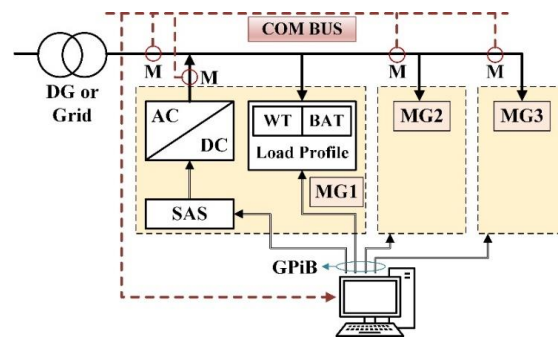 COM BUS
M
M
M
M
DG or
Grid
AC
DC
WT
BAT
Load Profile
MG1
MG2
MG3
SAS
GPiB